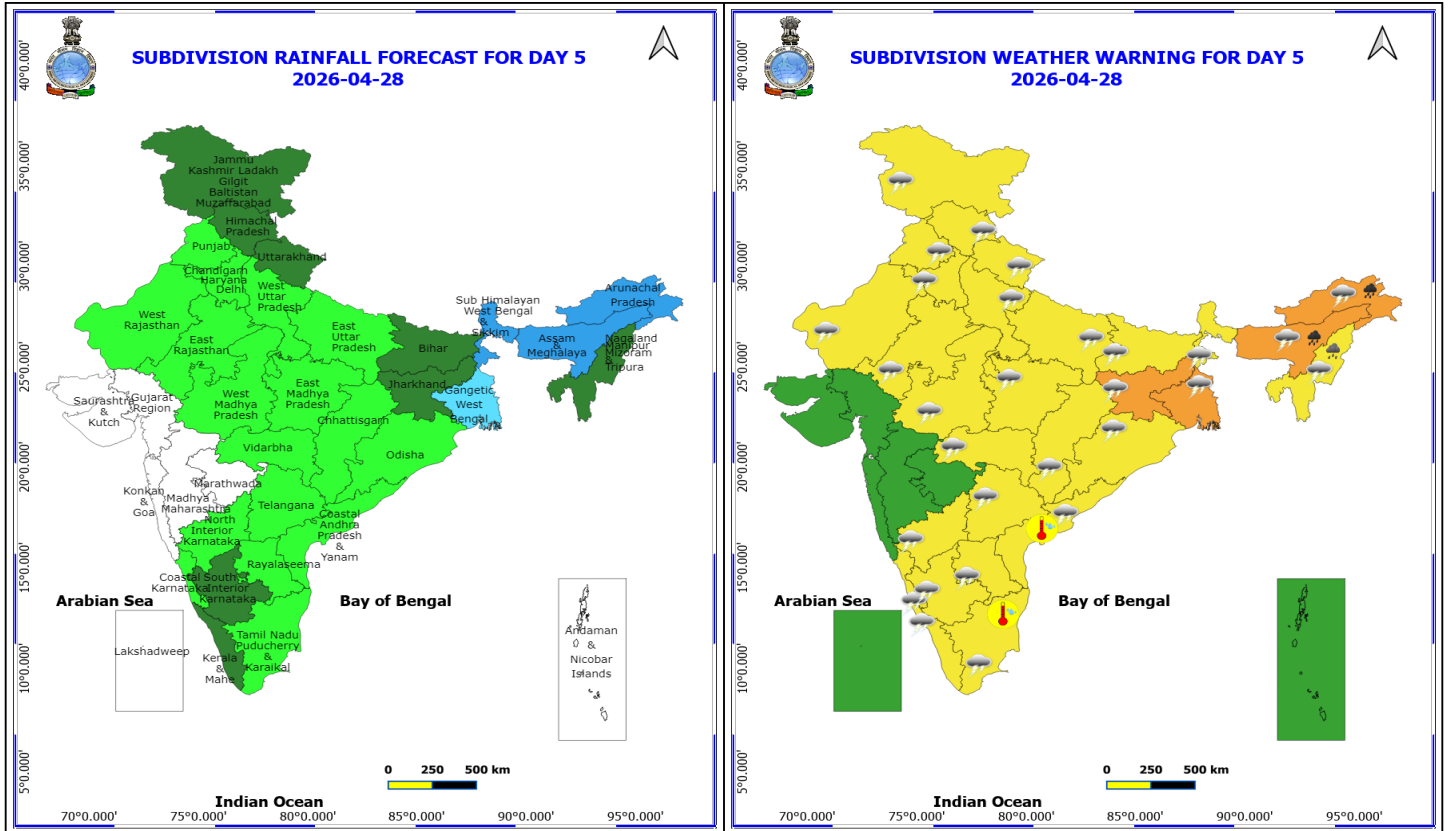 SUBDIVISION RAINFALL FORECAST FOR DAY 5
2026-04-28
40°0.000'
35°0.000'
30°0.000'
25°0.000'
20°0.000'
15°0.000'
10°0.000'
5°0.000'
Jammu
Kashmir Ladakh
Gilgit
Baltistan
Muzaffarabad
Himachal
Pradesh
Punjab
Uttarakhand
Chandigarh
Haryana
Delhi
West
Uttar
Pradesh
West
Rajasthan
East
Rajasthan
East
Uttar
Pradesh
Sub Himalayan
West Bengal
&
Sikkim
Arunachal
Pradesh
Assam
&
Meghalaya
Nagaland
Manipur
Mizoram
&
Tripura
Bihar
Jharkhand
Gangetic
West
Bengal
Saurashtra
&
Kutch
Gujarat
Region
West
Madhya
Pradesh
East
Madhya
Pradesh
Chhattisgarh
Vidarbha
Odisha
Konkan
&
Goa
Madhya
Maharashtra
Marathwada
North
Interior
Karnataka
Telangana
Coastal
Andhra
Pradesh
&
Yanam
Rayalaseema
Coastal
Karnataka
South
Interior
Karnataka
Tamil Nadu
Puducherry
&
Karaikal
Kerala
&
Mahe
Arabian Sea
Bay of Bengal
Lakshadweep
Andaman
&
Nicobar
Islands
0 250 500 km
Indian Ocean
70°0.000' 75°0.000' 80°0.000' 85°0.000' 90°0.000' 95°0.000'
SUBDIVISION WEATHER WARNING FOR DAY 5
2026-04-28
40°0.000'
35°0.000'
30°0.000'
25°0.000'
20°0.000'
15°0.000'
10°0.000'
5°0.000'
Arabian Sea
Bay of Bengal
0 250 500 km
Indian Ocean
70°0.000' 75°0.000' 80°0.000' 85°0.000' 90°0.000' 95°0.000'